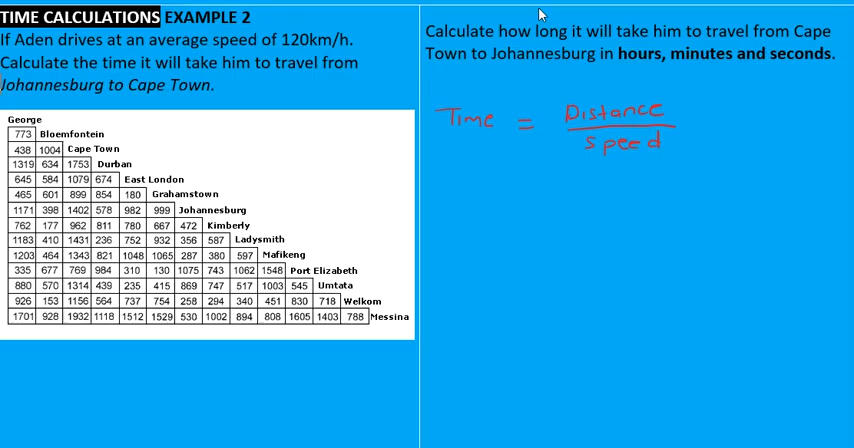 TIME CALCULATIONS EXAMPLE 2
If Aden drives at an average speed of 120km/h.
Calculate the time it will take him to travel from
Johannesburg to Cape Town.
George
773 Bloemfontein
438 1004 Cape Town
1319 634 1753 Durban
645 584 1079 674 East London
465 601 899 854 180 Grahamstown
1171 398 1402 578 982 999 Johannesburg
762 177 962 811 780 667 472 Kimberly
1183 410 1431 236 752 932 356 587 Ladysmith
1203 464 1343 821 1048 1065 287 380 597 Mafikeng
335 677 769 984 310 130 1075 743 1062 1548 Port Elizabeth
880 570 1314 439 235 415 869 747 517 1003 545 Umtata
926 153 1156 564 737 754 258 294 340 451 830 718 Welkom
1701 928 1932 1118 1512 1529 530 1002 894 808 1605 1403 788 Messina
Calculate how long it will take him to travel from Cape
Town to Johannesburg in hours, minutes and seconds.
Time = Distance
speed